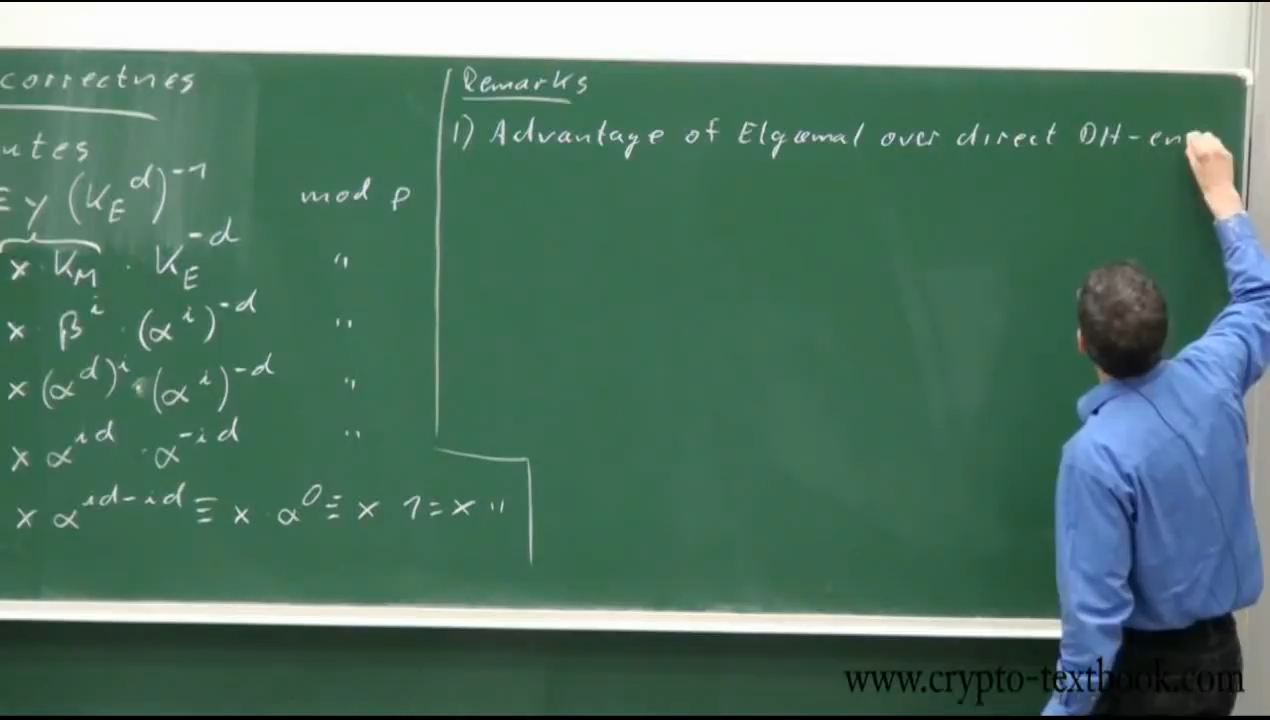 correctnes
utes
≡ y (K_E^d)^-1 mod p
x · K_M · K_E^-d "
x · β^i · (α^i)^-d "
x (α^d)^i · (α^i)^-d "
x α^id · α^-id "
x α^id-id ≡ x · α^0 ≡ x 1 = x "
Remarks
1) Advantage of Elgamal over direct DH-en
www.crypto-textbook.com